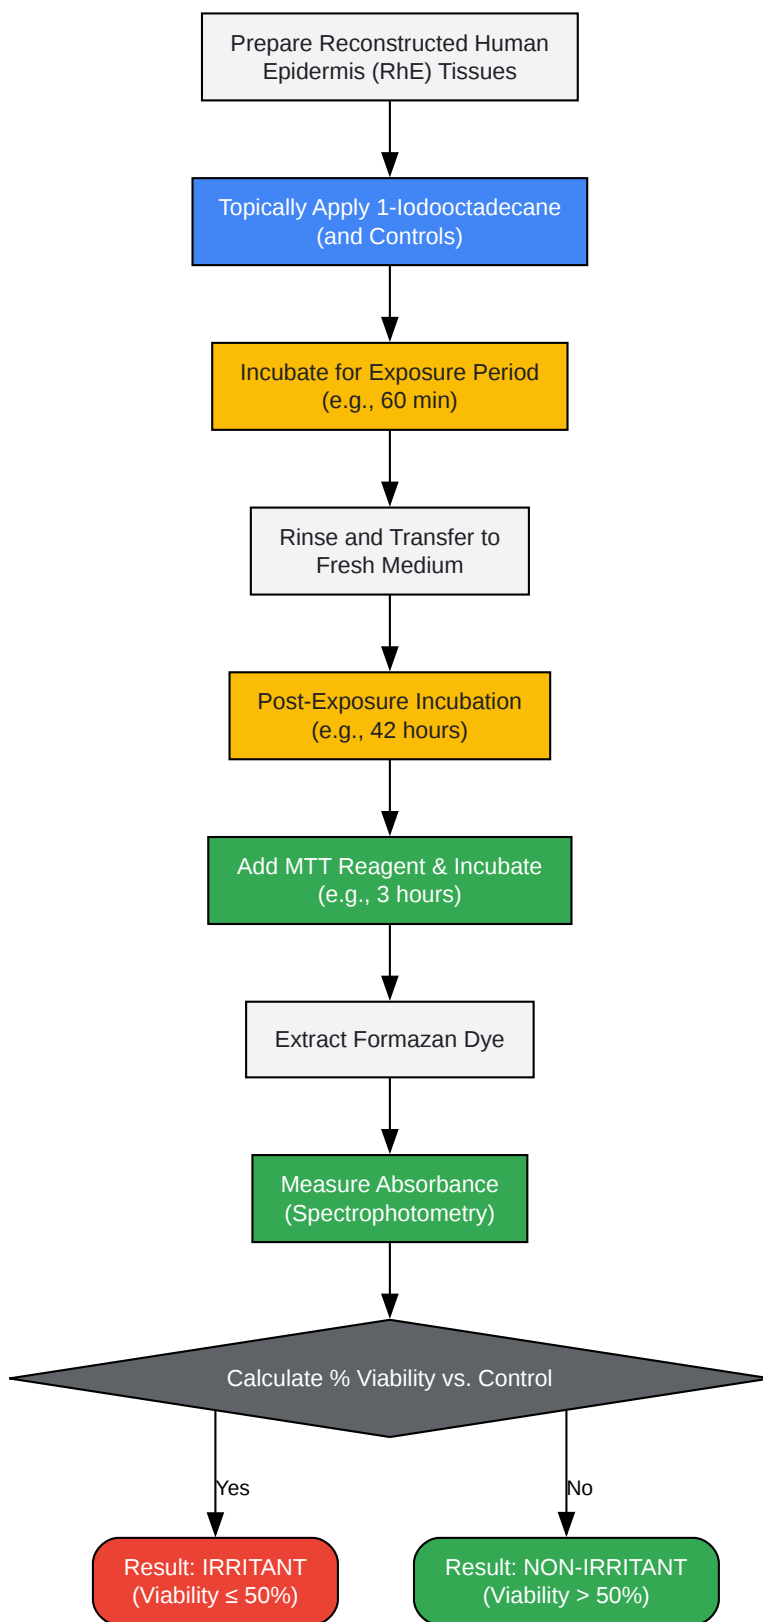 Prepare Reconstructed Human
Epidermis (RhE) Tissues
Topically Apply 1-Iodooctadecane
(and Controls)
Incubate for Exposure Period
(e.g., 60 min)
Rinse and Transfer to
Fresh Medium
Post-Exposure Incubation
(e.g., 42 hours)
Add MTT Reagent & Incubate
(e.g., 3 hours)
Extract Formazan Dye
Measure Absorbance
(Spectrophotometry)
Calculate % Viability vs. Control
Yes
No
Result: IRRITANT
(Viability ≤ 50%)
Result: NON-IRRITANT
(Viability > 50%)